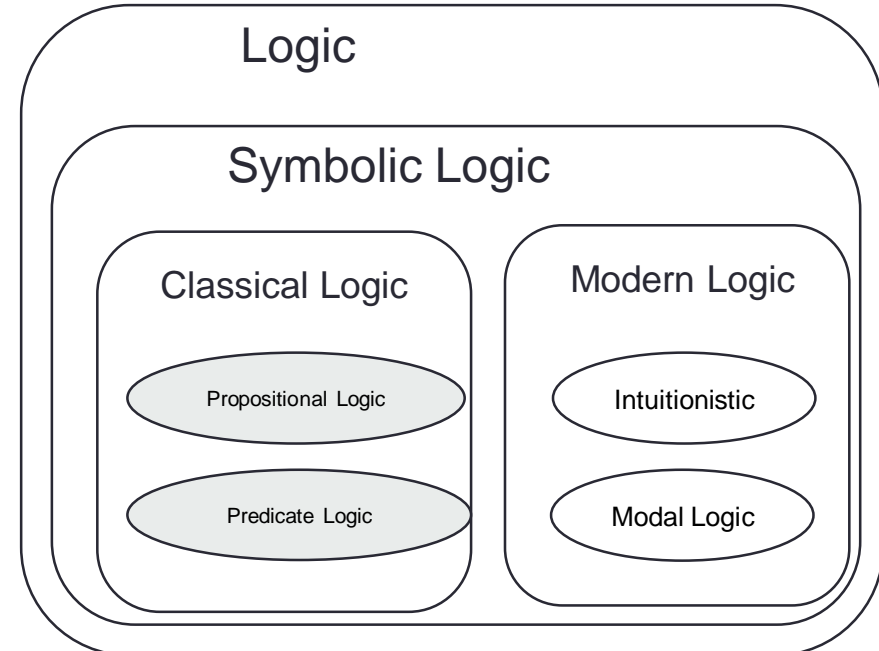 Logic
Symbolic Logic
Classical Logic
Propositional Logic
Predicate Logic
Modern Logic
Intuitionistic
Modal Logic